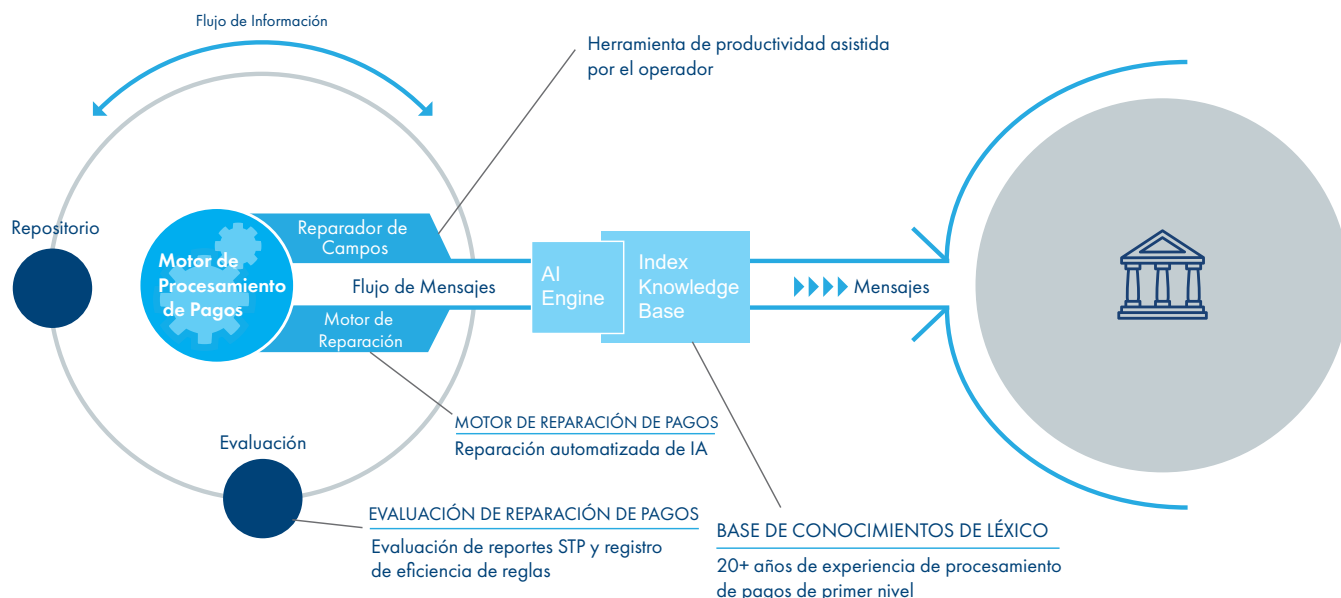 Flujo de Información
Herramienta de productividad asistida
por el operador
Repositorio
Reparador de
Campos
Motor de
Procesamiento
de Pagos
Flujo de Mensajes
AI
Engine
Index
Knowledge
Base
Mensajes
Motor de
Reparación
MOTOR DE REPARACIÓN DE PAGOS
Reparación automatizada de IA
Evaluación
EVALUACIÓN DE REPARACIÓN DE PAGOS
Evaluación de reportes STP y registro
de eficiencia de reglas
BASE DE CONOCIMIENTOS DE LÉXICO
20+ años de experiencia de procesamiento
de pagos de primer nivel